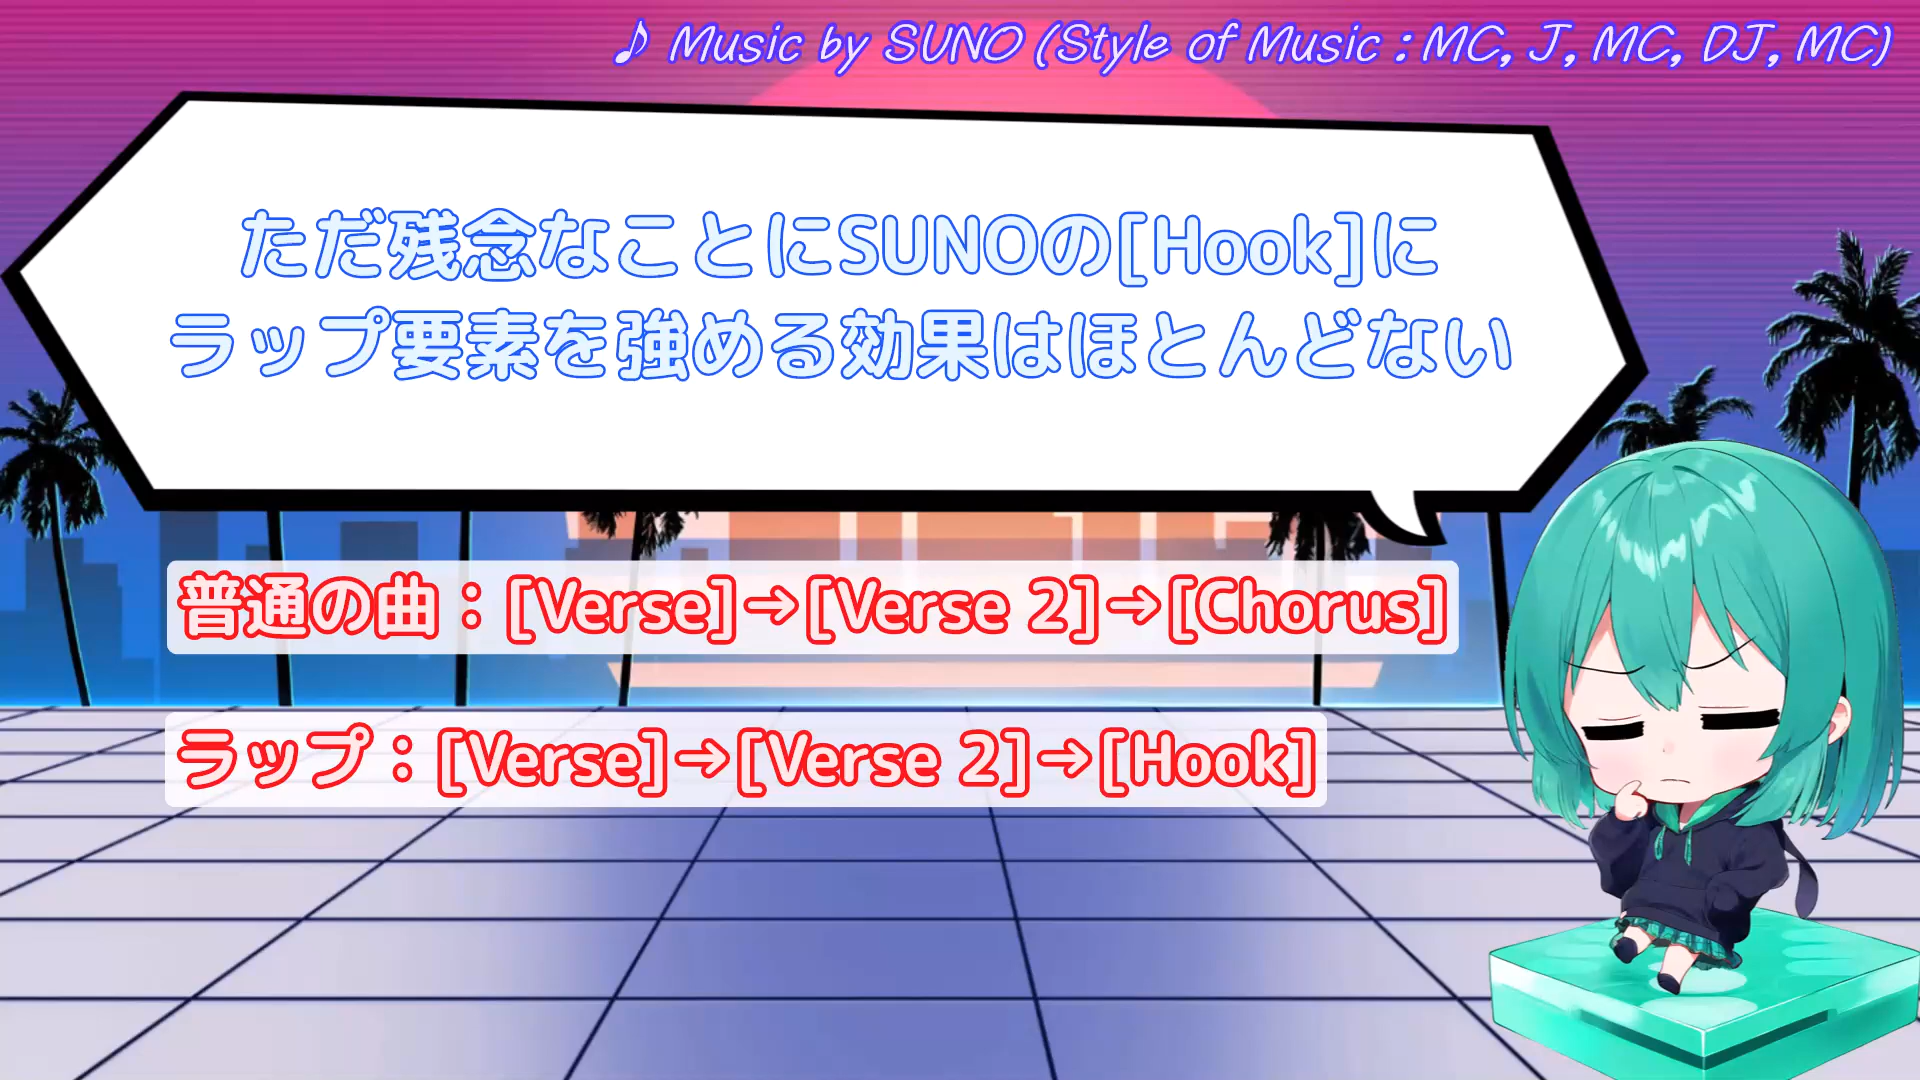 ♪ Music by SUNO (Style of Music : MC, J, MC, DJ, MC)
ただ残念なことにSUNOの[Hook]に
ラップ要素を強める効果はほとんどない
普通の曲：[Verse]→[Verse 2]→[Chorus]
ラップ：[Verse]→[Verse 2]→[Hook]